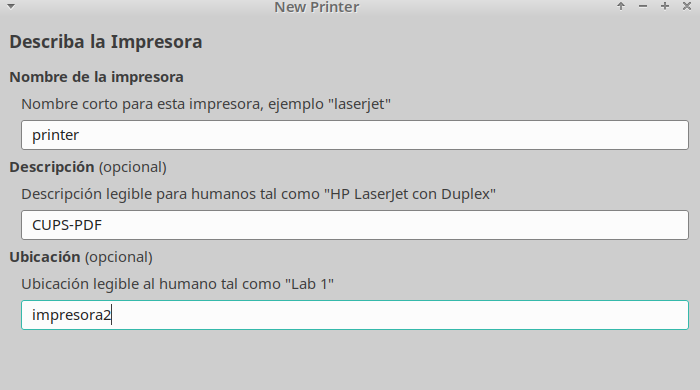 New Printer
Describa la Impresora
Nombre de la impresora
Nombre corto para esta impresora, ejemplo "laserjet"
printer
Descripción (opcional)
Descripción legible para humanos tal como "HP LaserJet con Duplex"
CUPS-PDF
Ubicación (opcional)
Ubicación legible al humano tal como "Lab 1"
impresora2